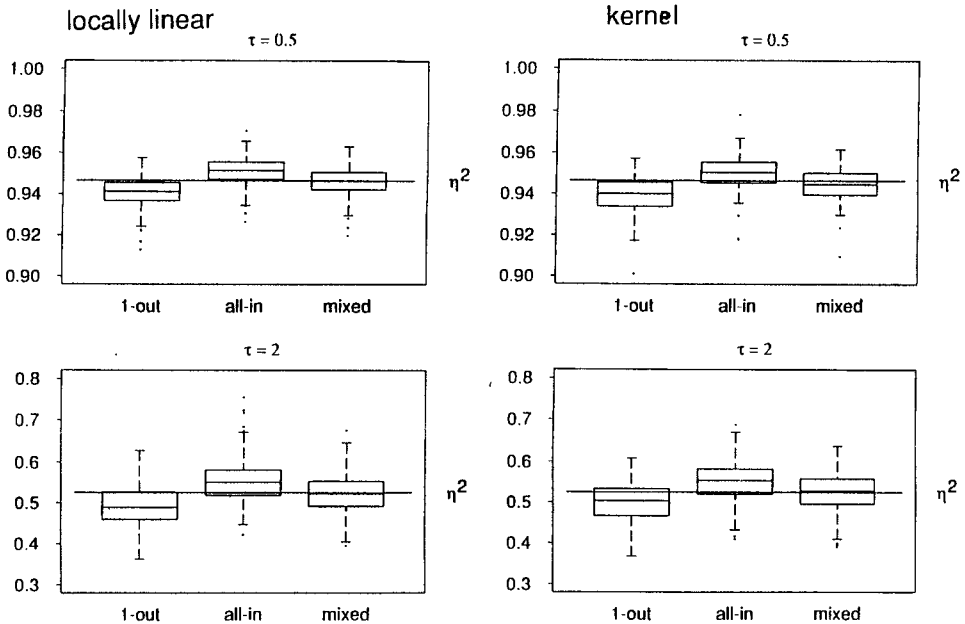 locally linear
kernel
τ = 0.5
τ = 0.5
1.00
0.98
0.96
0.94
0.92
0.90
η²
1-out all-in mixed
1.00
0.98
0.96
0.94
0.92
0.90
η²
1-out all-in mixed
τ = 2
τ = 2
0.8
0.7
0.6
0.5
0.4
0.3
η²
1-out all-in mixed
0.8
0.7
0.6
0.5
0.4
0.3
η²
1-out all-in mixed